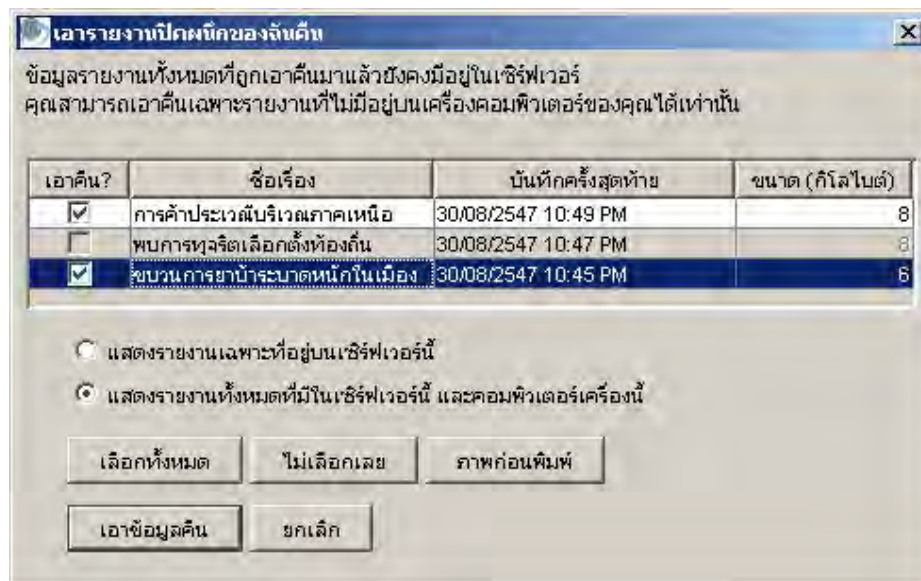 เอารายงานปิดผนึกของฉันคืน
ข้อมูลรายงานทั้งหมดที่ถูกเอาคืนมาแล้วยังคงมีอยู่ในเซิร์ฟเวอร์
คุณสามารถเอาคืนเฉพาะรายงานที่ไม่มีอยู่บนเครื่องคอมพิวเตอร์ของคุณได้เท่านั้น
เอาคืน? ชื่อเรื่อง บันทึกครั้งสุดท้าย ขนาด (กิโลไบต์)
การค้าประเวณีบริเวณภาคเหนือ 30/08/2547 10:49 PM 8
พบการทุจริตเลือกตั้งท้องถิ่น 30/08/2547 10:47 PM 8
ขบวนการยาบ้าระบาดหนักในเมือง 30/08/2547 10:45 PM 6
แสดงรายงานเฉพาะที่อยู่บนเซิร์ฟเวอร์นี้
แสดงรายงานทั้งหมดที่มีในเซิร์ฟเวอร์นี้ และคอมพิวเตอร์เครื่องนี้
เลือกทั้งหมด ไม่เลือกเลย ภาพก่อนพิมพ์
เอาข้อมูลคืน ยกเลิก